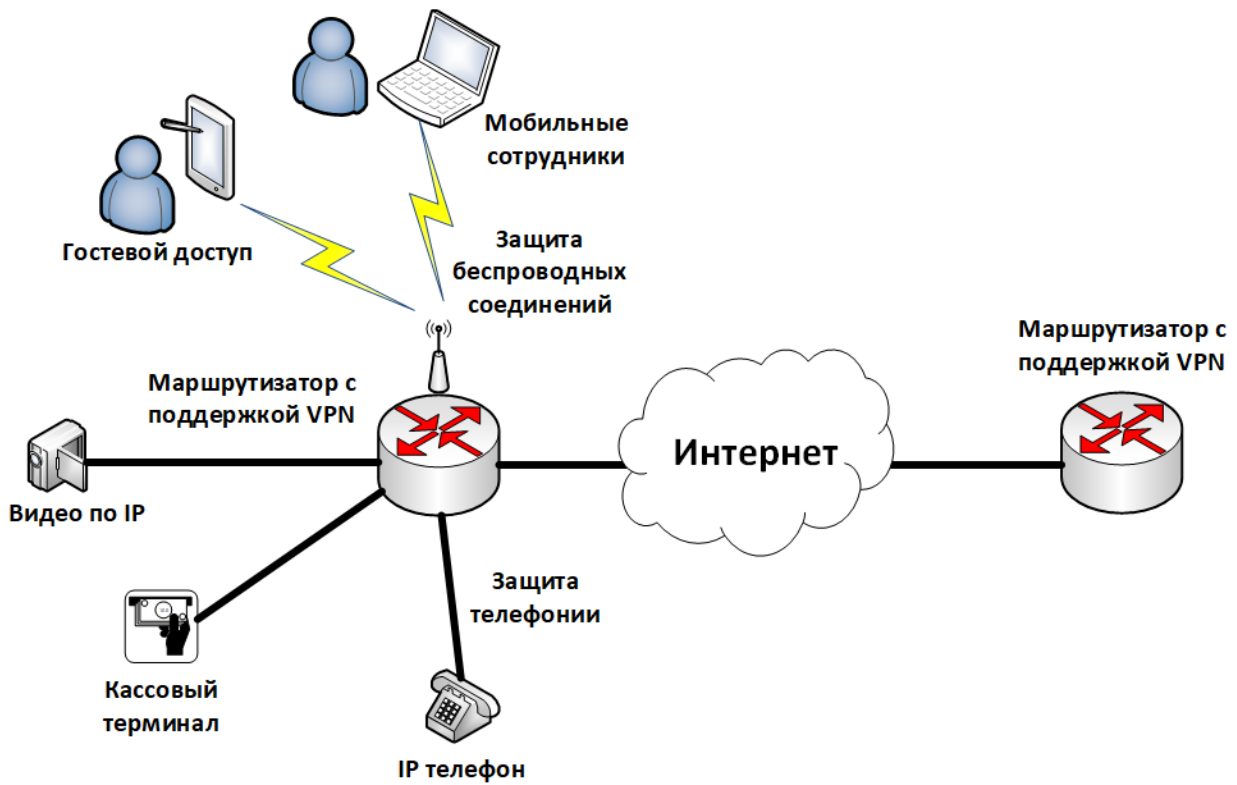 Мобильные
сотрудники
Гостевой доступ
Защита
беспроводных
соединений
Маршрутизатор с
поддержкой VPN
Маршрутизатор с
поддержкой VPN
Интернет
Видео по IP
Защита
телефонии
Кассовый
терминал
IP телефон